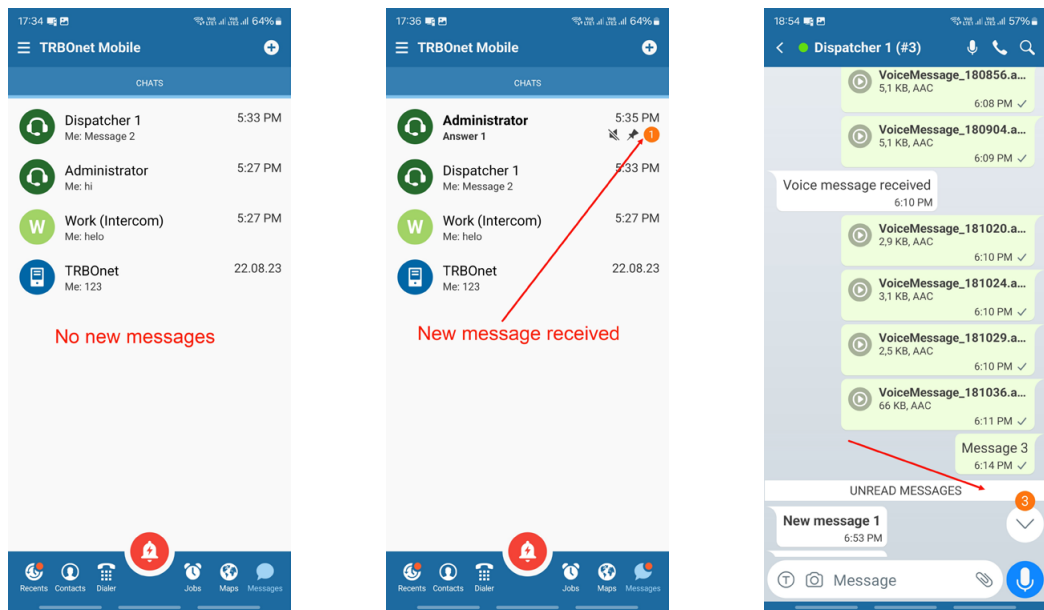 17:34 64%
TRBOnet Mobile
CHATS
Dispatcher 1 5:33 PM
Me: Message 2
Administrator 5:27 PM
Me: hi
Work (Intercom) 5:27 PM
W
Me: helo
TRBOnet 22.08.23
Me: 123
No new messages
Recents Contacts Dialer Jobs Maps Messages
17:36 64%
TRBOnet Mobile
CHATS
Administrator 5:35 PM
Answer 1 1
Dispatcher 1 5:33 PM
Me: Message 2
Work (Intercom) 5:27 PM
W
Me: helo
TRBOnet 22.08.23
Me: 123
New message received
Recents Contacts Dialer Jobs Maps Messages
18:54 57%
Dispatcher 1 (#3)
VoiceMessage_180856.a...
5,1 KB, AAC
6:08 PM
VoiceMessage_180904.a...
5,1 KB, AAC
6:09 PM
Voice message received
6:10 PM
VoiceMessage_181020.a...
2,9 KB, AAC
6:10 PM
VoiceMessage_181024.a...
3,1 KB, AAC
6:10 PM
VoiceMessage_181029.a...
2,5 KB, AAC
6:10 PM
VoiceMessage_181036.a...
66 KB, AAC
6:11 PM
Message 3
6:14 PM
UNREAD MESSAGES
3
New message 1
6:53 PM
T Message